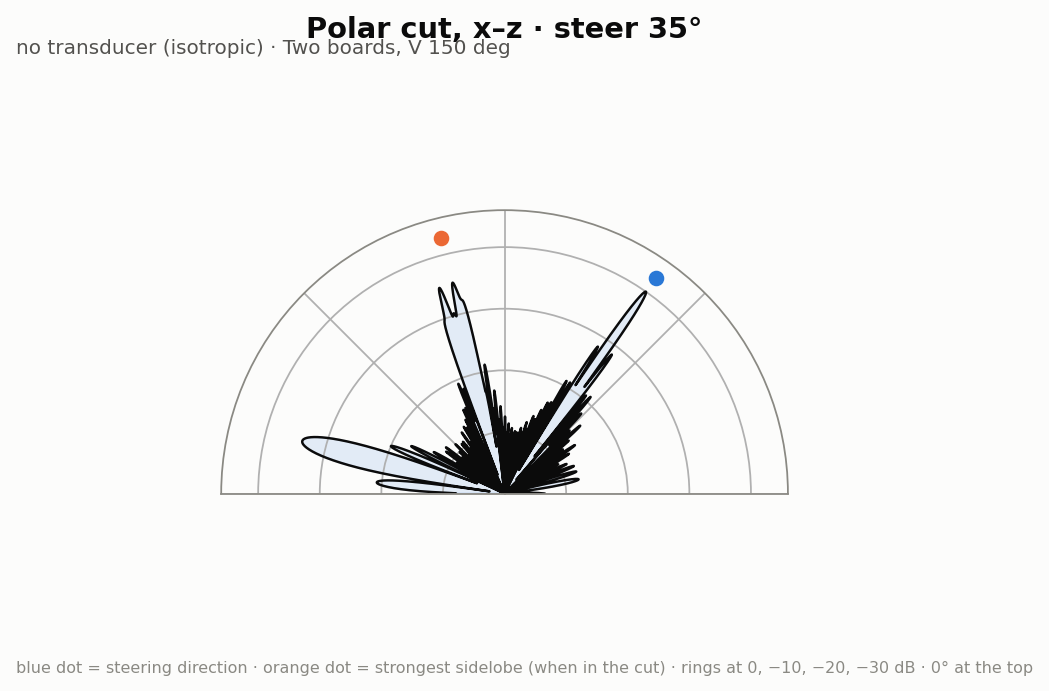 Polar cut, x–z · steer 35°
no transducer (isotropic) · Two boards, V 150 deg
blue dot = steering direction · orange dot = strongest sidelobe (when in the cut) · rings at 0, −10, −20, −30 dB · 0° at the top